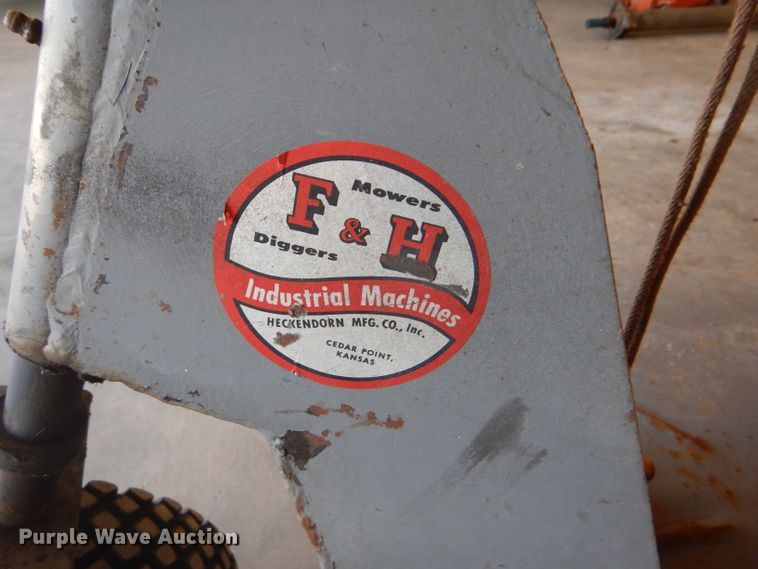 Mowers
F & H
Diggers
Industrial Machines
HECKENDORN MFG. CO., Inc.
CEDAR POINT,
KANSAS
Purple Wave Auction